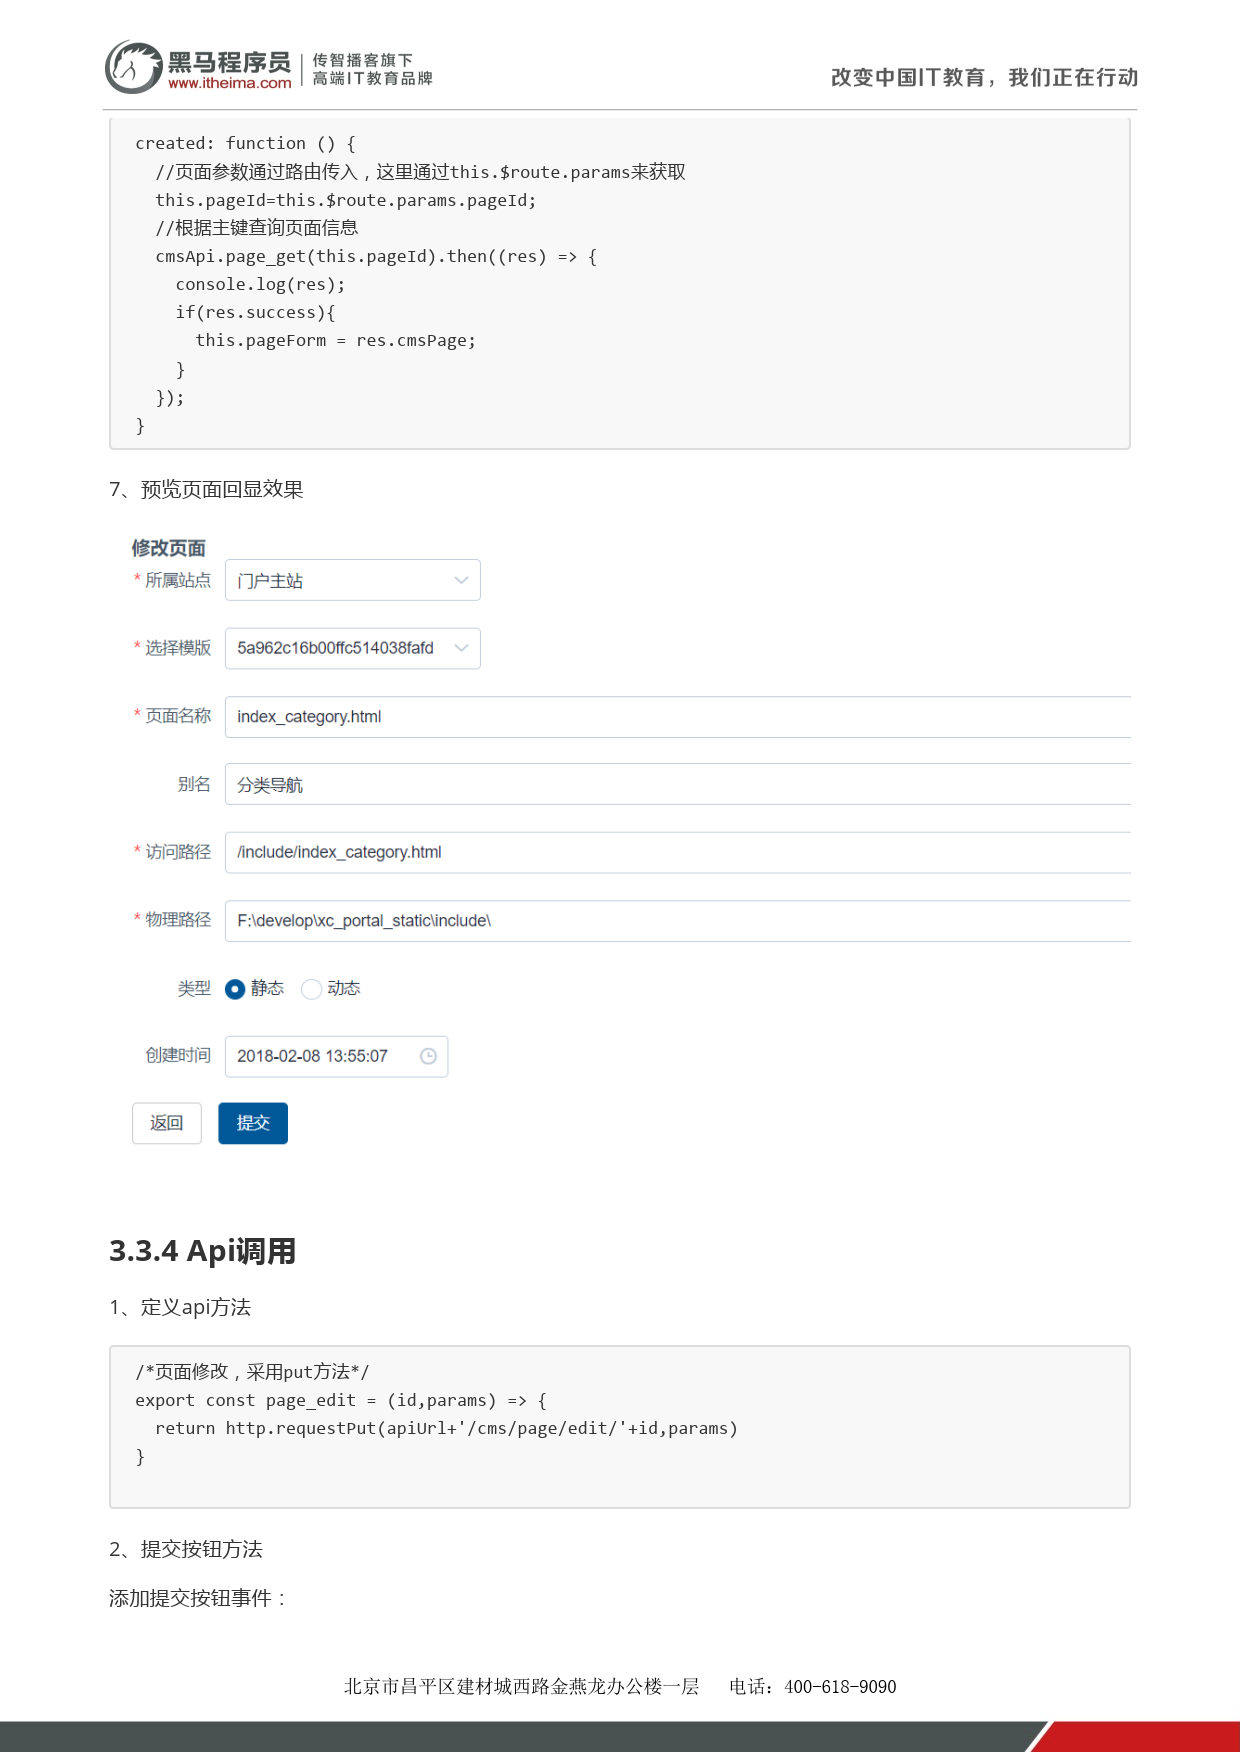 黑马程序员
www.itheima.com
传智播客旗下
高端IT教育品牌
改变中国IT教育，我们正在行动
created: function () {
  //页面参数通过路由传入，这里通过this.$route.params来获取
  this.pageId=this.$route.params.pageId;
  //根据主键查询页面信息
  cmsApi.page_get(this.pageId).then((res) => {
    console.log(res);
    if(res.success){
      this.pageForm = res.cmsPage;
    }
  });
}
7、预览页面回显效果
修改页面
* 所属站点 门户主站
* 选择模版 5a962c16b00ffc514038fafd
* 页面名称 index_category.html
别名 分类导航
* 访问路径 /include/index_category.html
* 物理路径 F:\develop\xc_portal_static\include\
类型 静态 动态
创建时间 2018-02-08 13:55:07
返回 提交
3.3.4 Api调用
1、定义api方法
/*页面修改，采用put方法*/
export const page_edit = (id,params) => {
  return http.requestPut(apiUrl+'/cms/page/edit/'+id,params)
}
2、提交按钮方法
添加提交按钮事件：
北京市昌平区建材城西路金燕龙办公楼一层 电话：400-618-9090